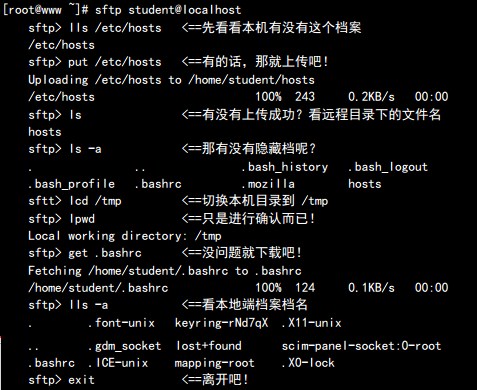 [root@www ~]# sftp student@localhost
sftp> lls /etc/hosts <==先看看本机有没有这个档案
/etc/hosts
sftp> put /etc/hosts <==有的话，那就上传吧！
Uploading /etc/hosts to /home/student/hosts
/etc/hosts 100% 243 0.2KB/s 00:00
sftp> ls <==有没有上传成功？看远程目录下的文件名
hosts
sftp> ls -a <==那有没有隐藏档呢？
. .. .bash_history .bash_logout
.bash_profile .bashrc .mozilla hosts
sftt> lcd /tmp <==切换本机目录到 /tmp
sftp> lpwd <==只是进行确认而已！
Local working directory: /tmp
sftp> get .bashrc <==没问题就下载吧！
Fetching /home/student/.bashrc to .bashrc
/home/student/.bashrc 100% 124 0.1KB/s 00:00
sftp> lls -a <==看本地端档案档名
. .font-unix keyring-rNd7qX .X11-unix
.. .gdm_socket lost+found scim-panel-socket:0-root
.bashrc .ICE-unix mapping-root .X0-lock
sftp> exit <==离开吧！